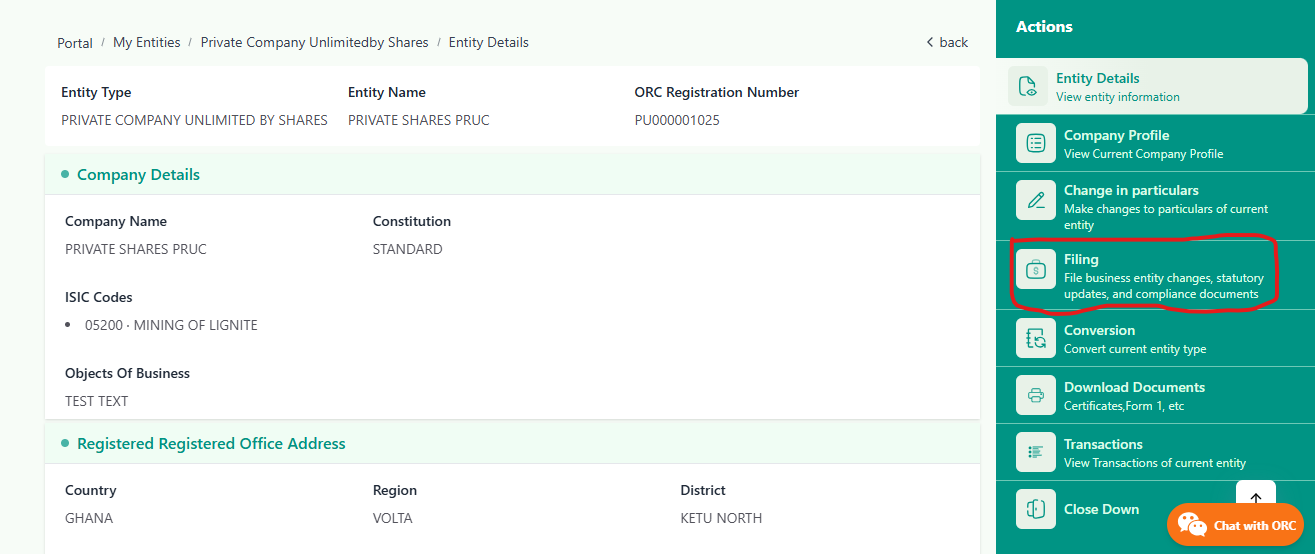 Portal / My Entities / Private Company Unlimitedby Shares / Entity Details
back
Entity Type
Entity Name
ORC Registration Number
PRIVATE COMPANY UNLIMITED BY SHARES
PRIVATE SHARES PRUC
PU000001025
Company Details
Company Name
Constitution
PRIVATE SHARES PRUC
STANDARD
ISIC Codes
• 05200 · MINING OF LIGNITE
Objects Of Business
TEST TEXT
Registered Registered Office Address
Country
Region
District
GHANA
VOLTA
KETU NORTH
Actions
Entity Details
View entity information
Company Profile
View Current Company Profile
Change in particulars
Make changes to particulars of current
entity
Filing
File business entity changes, statutory
updates, and compliance documents
Conversion
Convert current entity type
Download Documents
Certificates,Form 1, etc
Transactions
View Transactions of current entity
Close Down
Chat with ORC